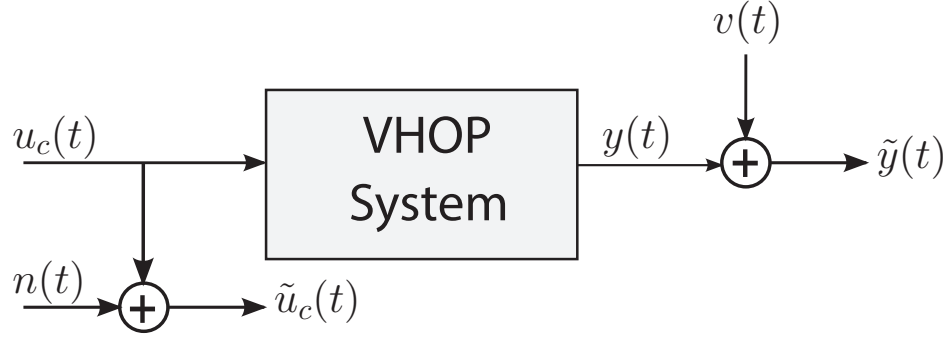 v(t)
u_c(t)
VHOP
System
y(t)
+
ỹ(t)
n(t)
+
ũ_c(t)